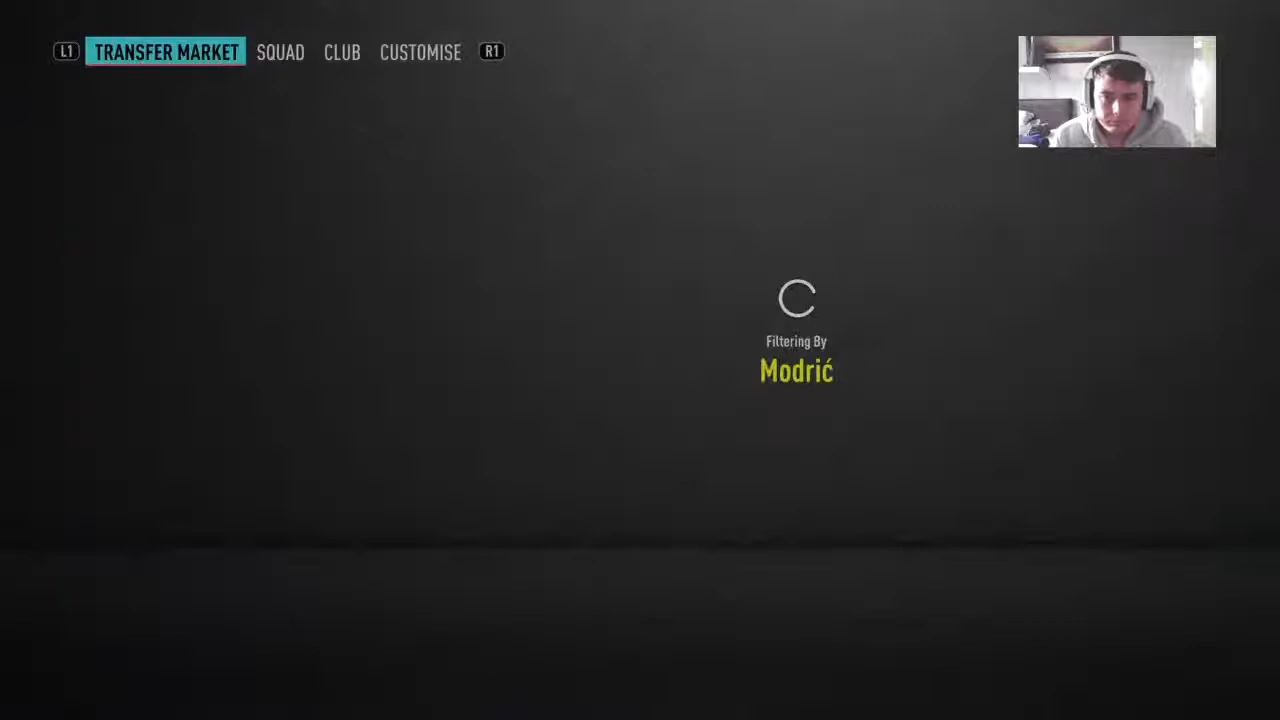 L1 TRANSFER MARKET SQUAD CLUB CUSTOMISE R1
Filtering By
Modrić